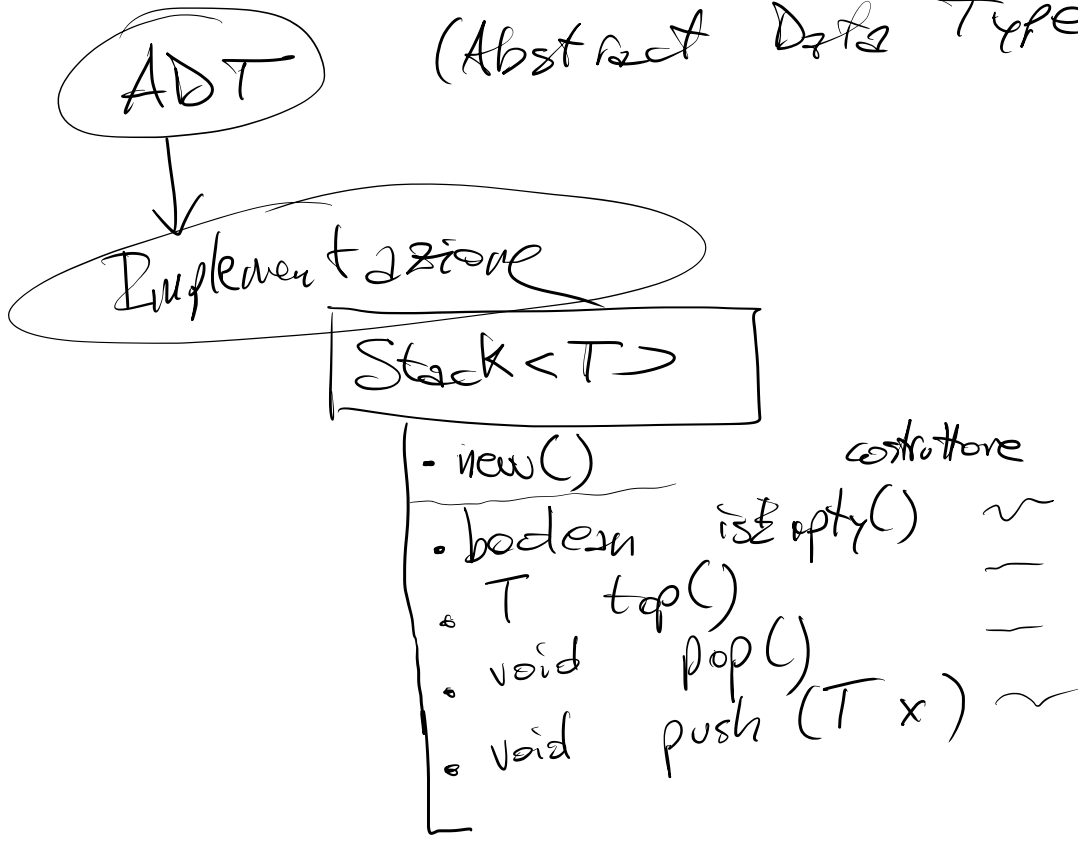 ADT (Abstract Data Type
Implementazione
Stack<T>
- new() costruttore
• boolean isEmpty()
• T top()
• void pop()
• void push (T x)